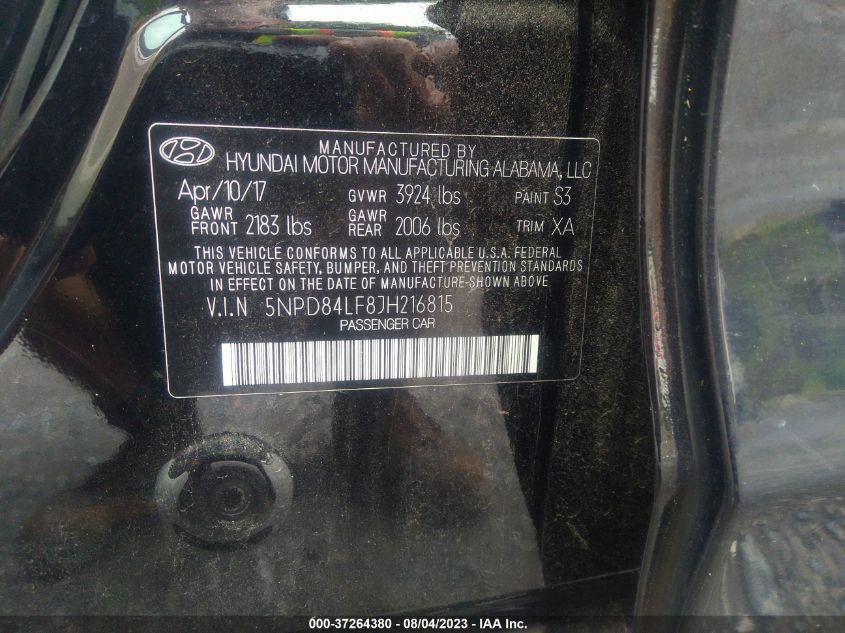 MANUFACTURED BY
HYUNDAI MOTOR MANUFACTURING ALABAMA, LLC
Apr/10/17 GVWR 3924 lbs PAINT S3
GAWR FRONT 2183 lbs GAWR REAR 2006 lbs TRIM XA
THIS VEHICLE CONFORMS TO ALL APPLICABLE U.S.A. FEDERAL
MOTOR VEHICLE SAFETY, BUMPER, AND THEFT PREVENTION STANDARDS
IN EFFECT ON THE DATE OF MANUFACTURE-SHOWN ABOVE
V.I.N 5NPD84LF8JH216815
PASSENGER CAR
000-37264380 - 08/04/2023 - IAA Inc.